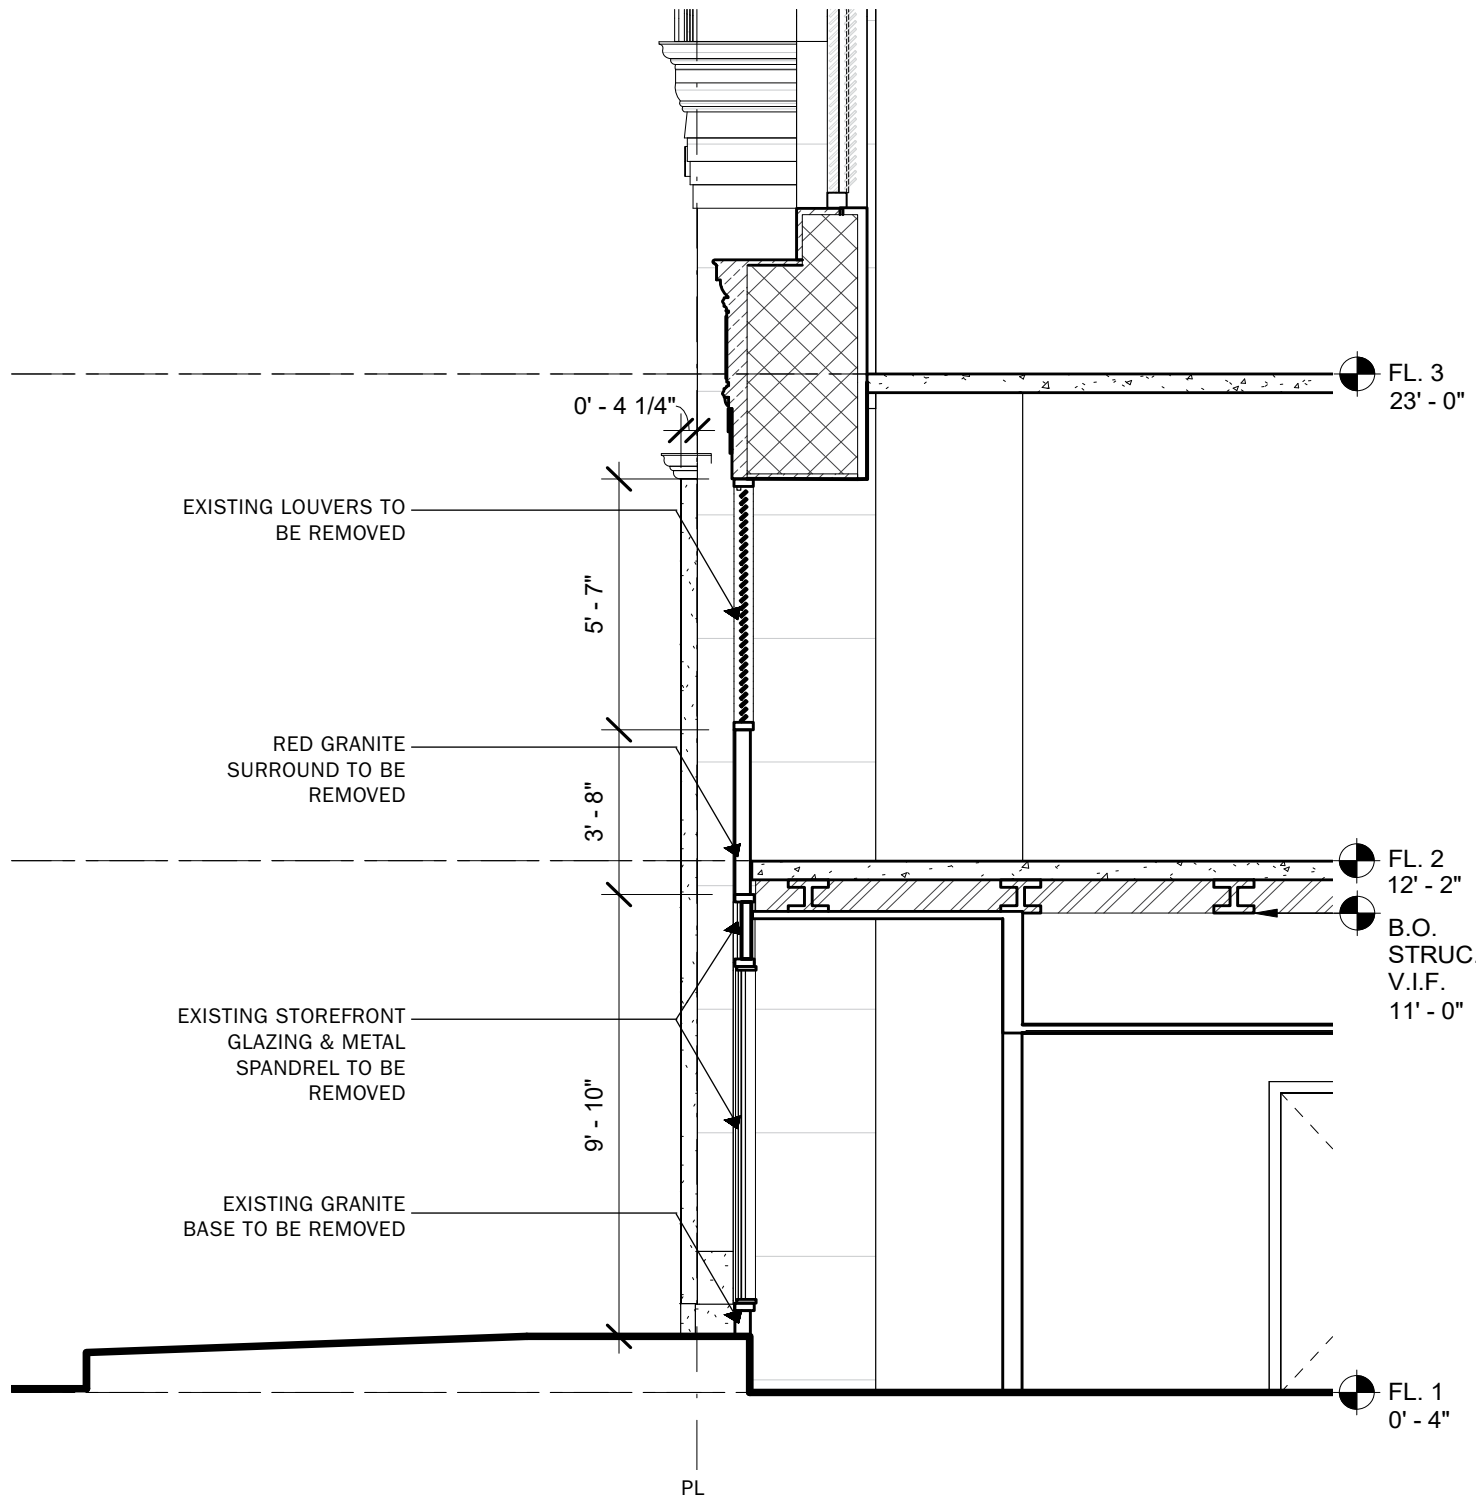 FL. 3
23' - 0"
0' - 4 1/4"
EXISTING LOUVERS TO
BE REMOVED
5' - 7"
RED GRANITE
SURROUND TO BE
REMOVED
3' - 8"
FL. 2
12' - 2"
B.O.
STRUC.
V.I.F.
11' - 0"
EXISTING STOREFRONT
GLAZING & METAL
SPANDREL TO BE
REMOVED
9' - 10"
EXISTING GRANITE
BASE TO BE REMOVED
FL. 1
0' - 4"
PL